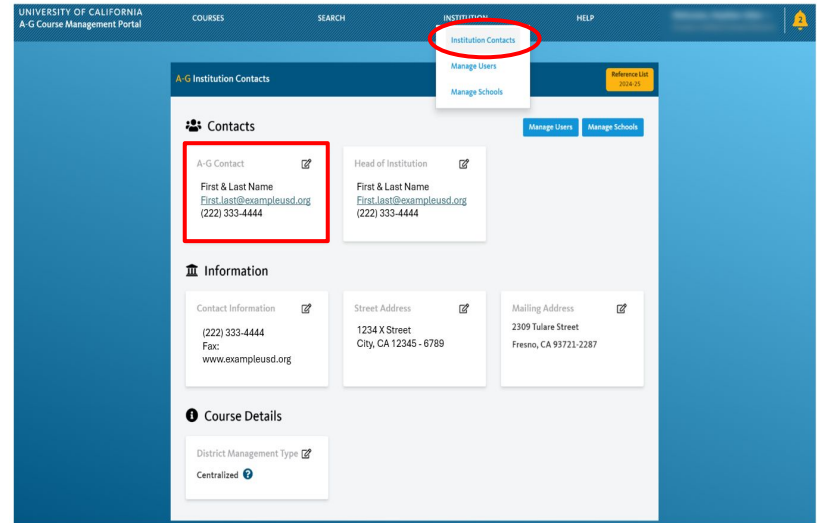 UNIVERSITY OF CALIFORNIA
A-G Course Management Portal
COURSES
SEARCH
INSTITUTION
HELP
2
Institution Contacts
Manage Users
Manage Schools
A-G Institution Contacts
Reference List
2024-25
Contacts
Manage Users
Manage Schools
A-G Contact
First & Last Name
First.last@exampleusd.org
(222) 333-4444
Head of Institution
First & Last Name
First.last@exampleusd.org
(222) 333-4444
Information
Contact Information
(222) 333-4444
Fax:
www.exampleusd.org
Street Address
1234 X Street
City, CA 12345 - 6789
Mailing Address
2309 Tulare Street
Fresno, CA 93721-2287
Course Details
District Management Type
Centralized